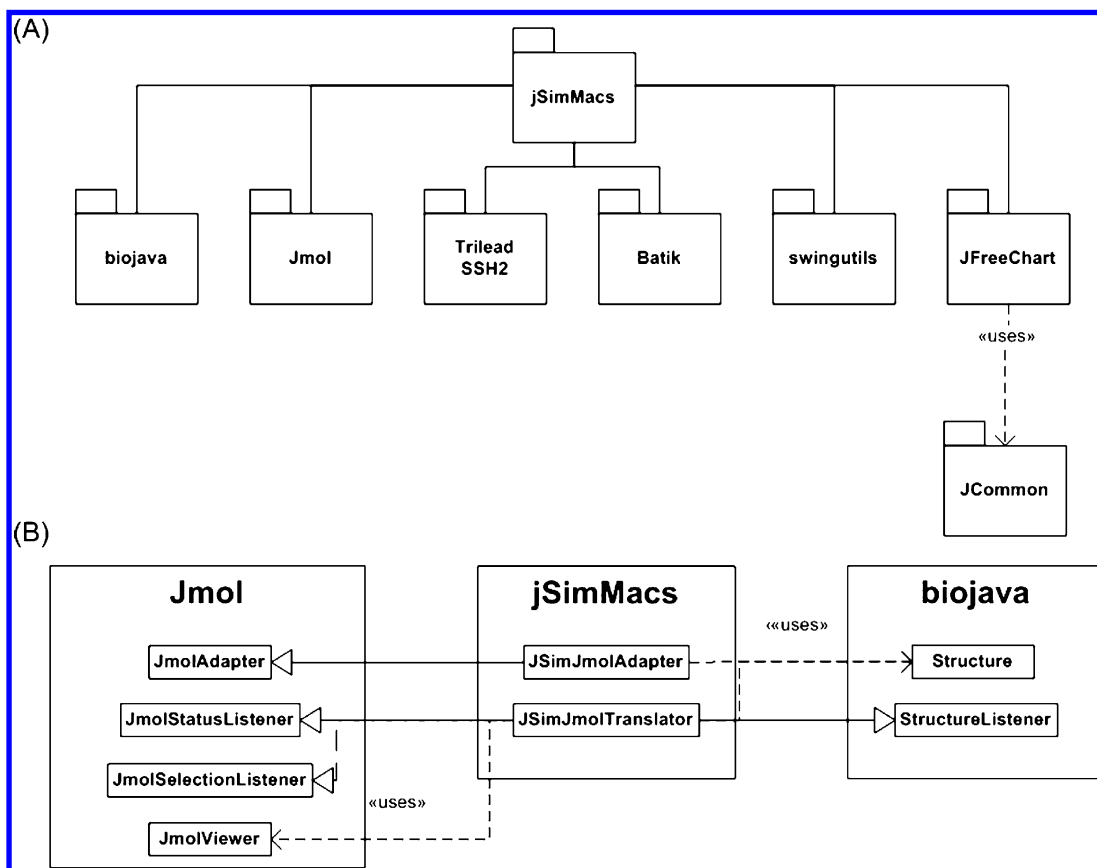 (A)
jSimMacs
biojava
Jmol
Trilead
SSH2
Batik
swingutils
JFreeChart
«uses»
JCommon
(B)
Jmol
jSimMacs
biojava
‹«uses»
JmolAdapter
JSimJmolAdapter
Structure
JmolStatusListener
JSimJmolTranslator
StructureListener
JmolSelectionListener
«uses»
JmolViewer